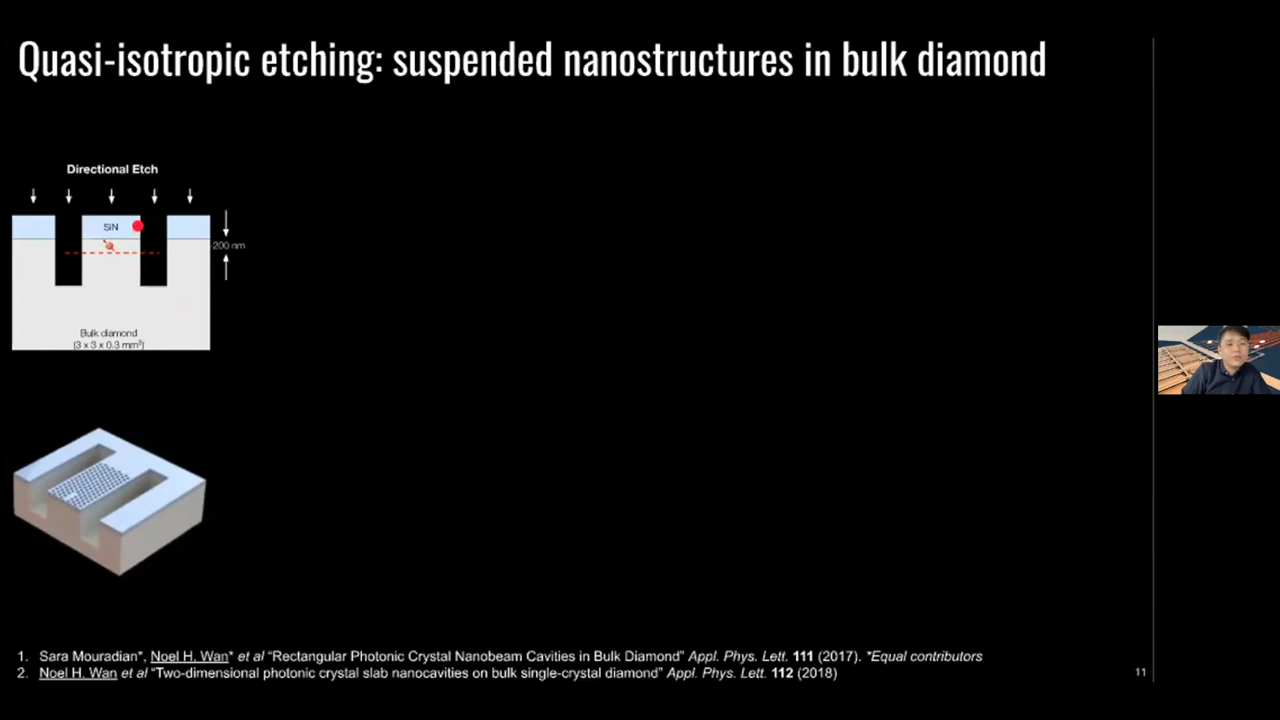 Quasi-isotropic etching: suspended nanostructures in bulk diamond
Directional Etch
SiN
200 nm
Bulk diamond
(3 x 3 x 0.3 mm³)
1. Sara Mouradian*, Noel H. Wan* et al “Rectangular Photonic Crystal Nanobeam Cavities in Bulk Diamond” Appl. Phys. Lett. 111 (2017). *Equal contributors
2. Noel H. Wan et al “Two-dimensional photonic crystal slab nanocavities on bulk single-crystal diamond” Appl. Phys. Lett. 112 (2018)
11